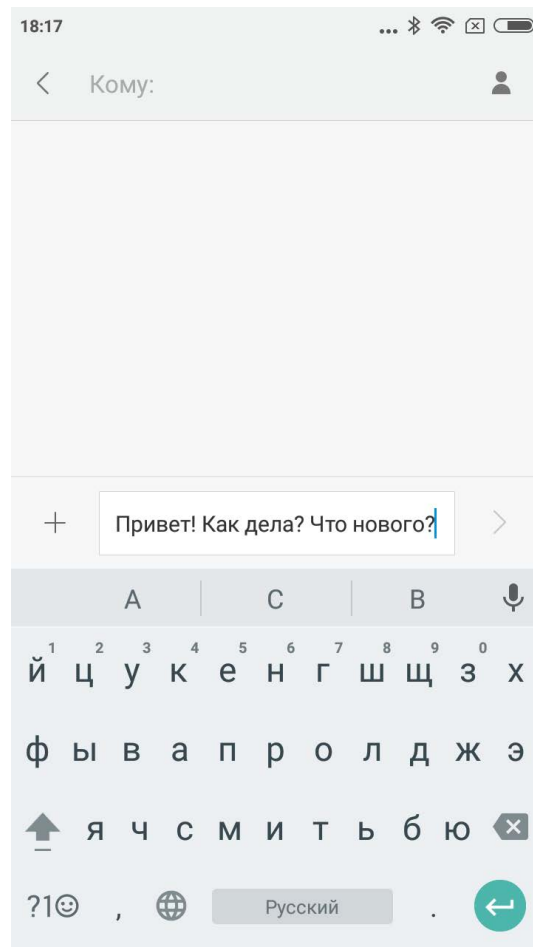 18:17
Кому:
Привет! Как дела? Что нового?
А С В
1 2 3 4 5 6 7 8 9 0
й ц у к е н г ш щ з х
ф ы в а п р о л д ж э
я ч с м и т ь б ю
?1☺ , Русский .